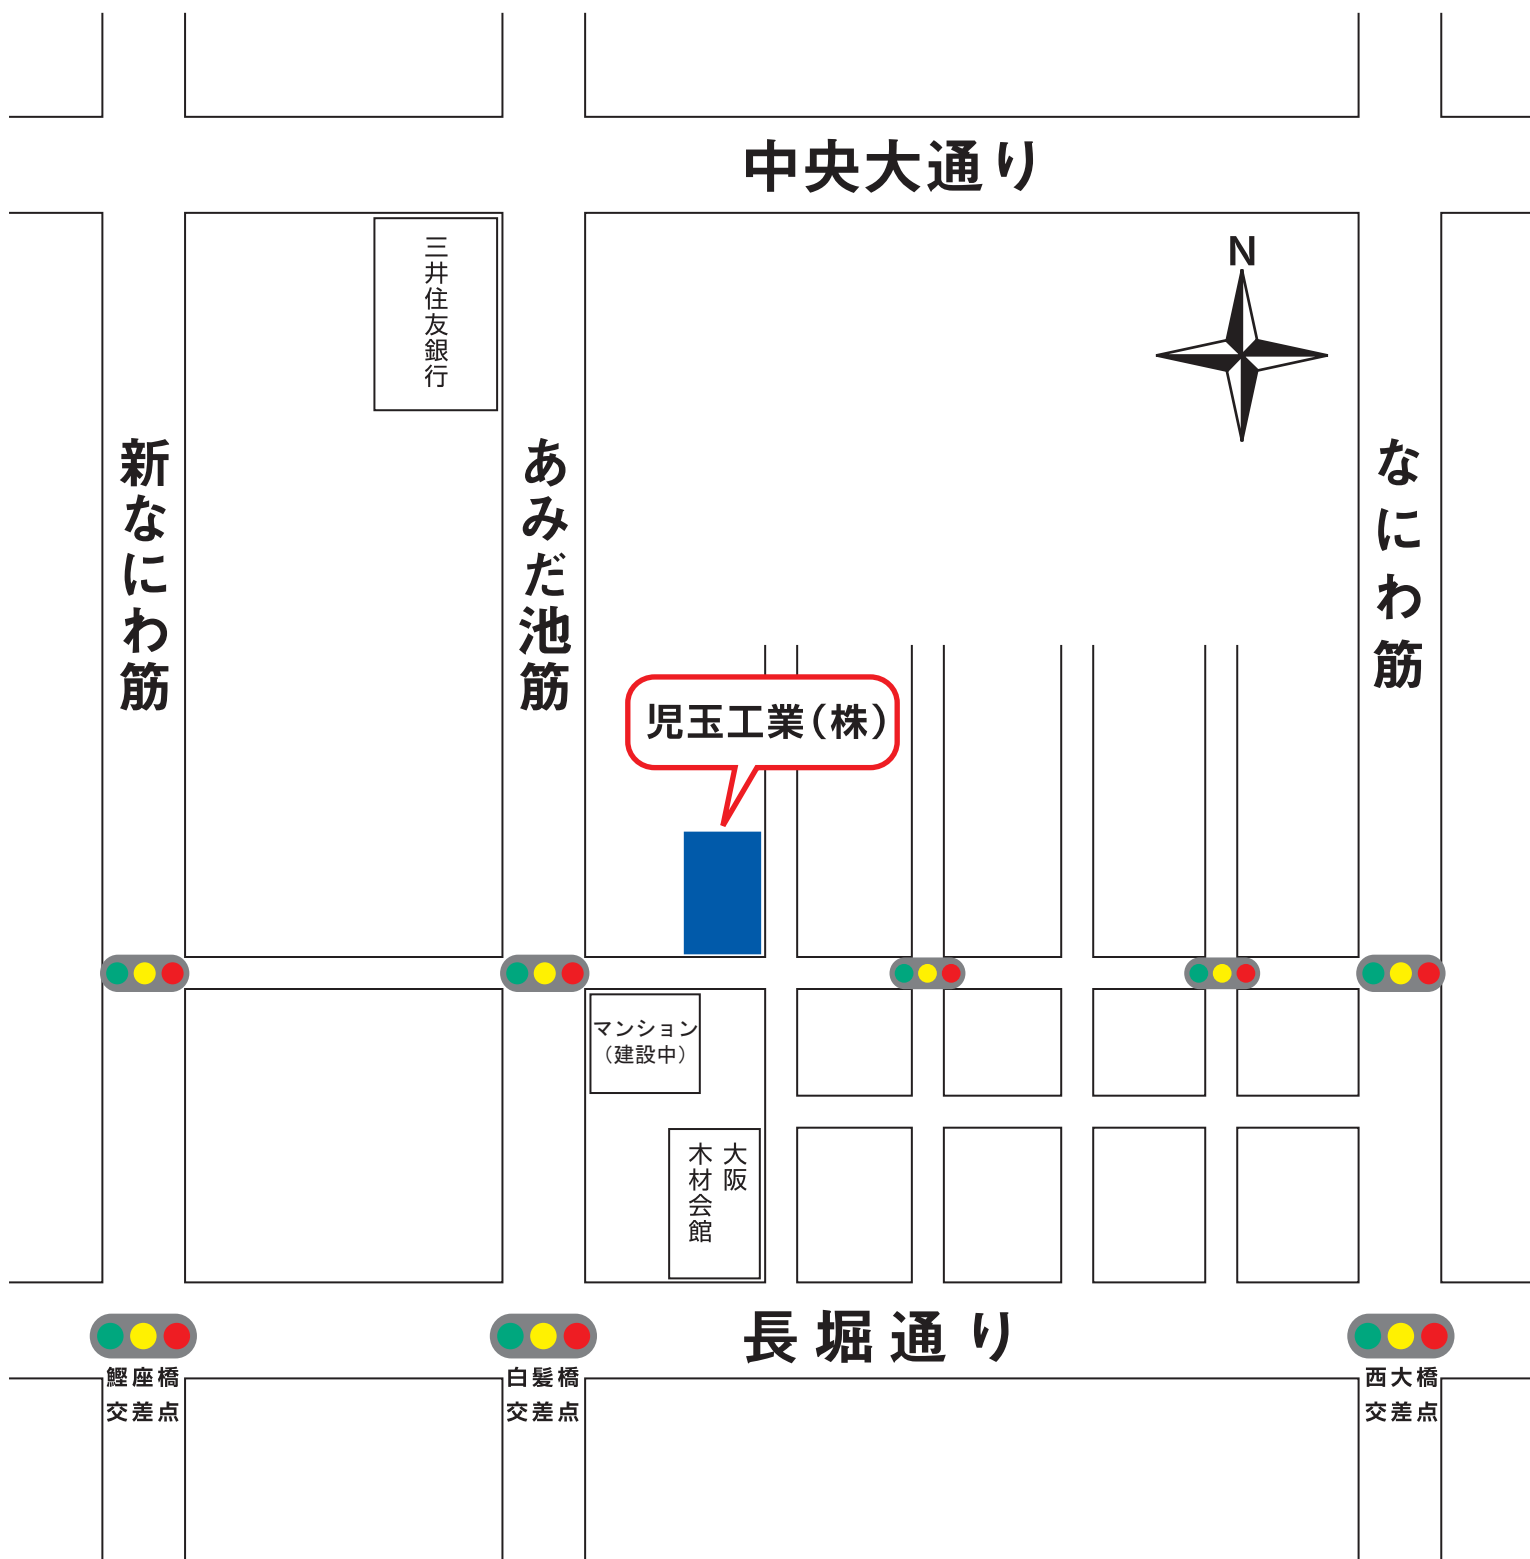 中央大通り
N
三井住友銀行
新なにわ筋
あみだ池筋
なにわ筋
児玉工業（株）
マンション
（建設中）
大阪
木材会館
長堀通り
鰹座橋
交差点
白髪橋
交差点
西大橋
交差点